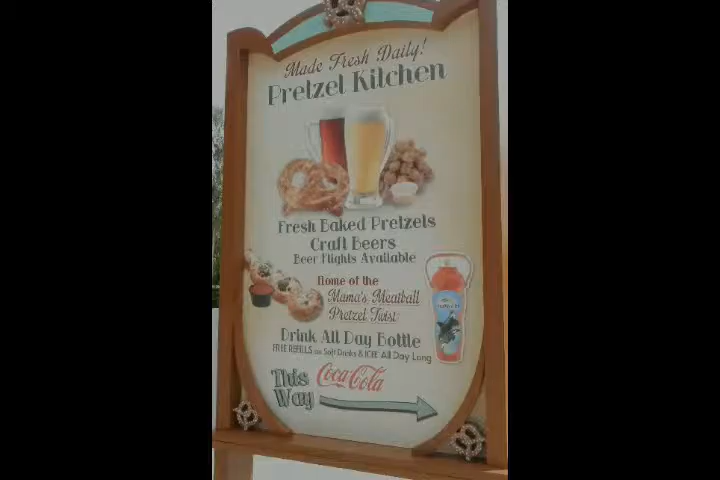 Made Fresh Daily!
Pretzel Kitchen
Fresh Baked Pretzels
Craft Beers
Beer Flights Available
Home of the
Mama's Meatball
Pretzel Twist
Drink All Day Bottle
FREE REFILLS on Soft Drinks & ICEE All Day Long
This Way
Coca-Cola